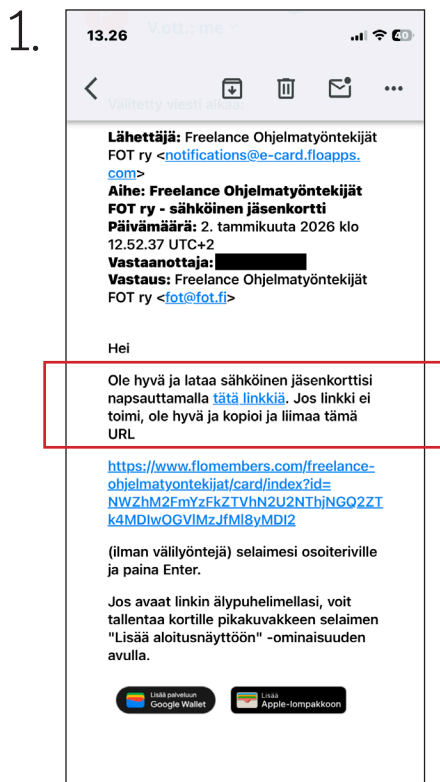 1.
13.26
V.ott.: me
40
Välitetty viesti alkaa:
Lähettäjä: Freelance Ohjelmatyöntekijät
FOT ry <notifications@e-card.floapps.
com>
Aihe: Freelance Ohjelmatyöntekijät
FOT ry - sähköinen jäsenkortti
Päivämäärä: 2. tammikuuta 2026 klo
12.52.37 UTC+2
Vastaanottaja:
Vastaus: Freelance Ohjelmatyöntekijät
FOT ry <fot@fot.fi>
Hei
Ole hyvä ja lataa sähköinen jäsenkorttisi
napsauttamalla tätä linkkiä. Jos linkki ei
toimi, ole hyvä ja kopioi ja liimaa tämä
URL
https://www.flomembers.com/freelance-
ohjelmatyontekijat/card/index?id=
NWZhM2FmYzFkZTVhN2U2NThjNGQ2ZT
k4MDIwOGVlMzJfMl8yMDI2
(ilman välilyöntejä) selaimesi osoiteriville
ja paina Enter.
Jos avaat linkin älypuhelimellasi, voit
tallentaa kortille pikakuvakkeen selaimen
"Lisää aloitusnäyttöön" -ominaisuuden
avulla.
Lisää palveluun
Google Wallet
Lisää
Apple-lompakkoon